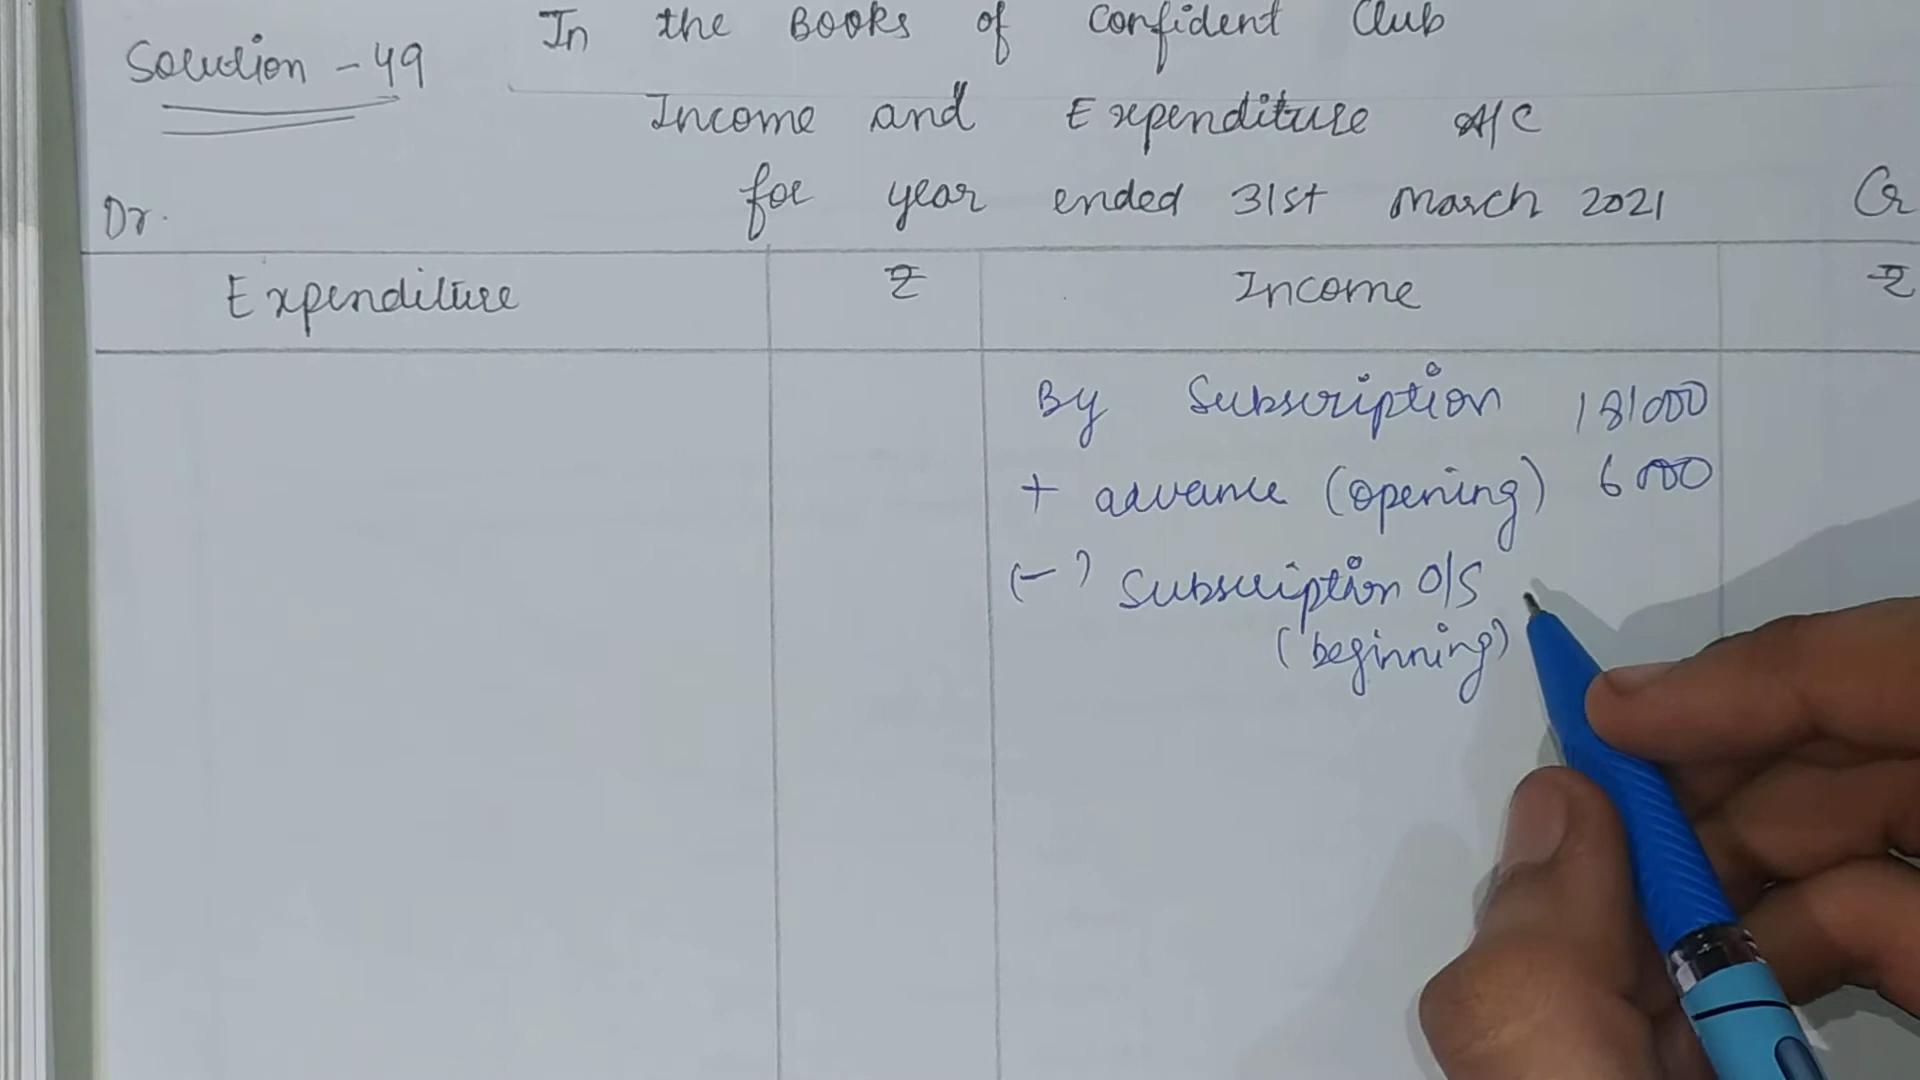 Solution - 49
In the Books of Confident Club
Income and Expenditure A/C
for year ended 31st March 2021
Dr.
Cr
Expenditure ₹ Income ₹
By Subscription 181000
+ advance (opening) 6000
(-) Subscription O/S
(beginning)